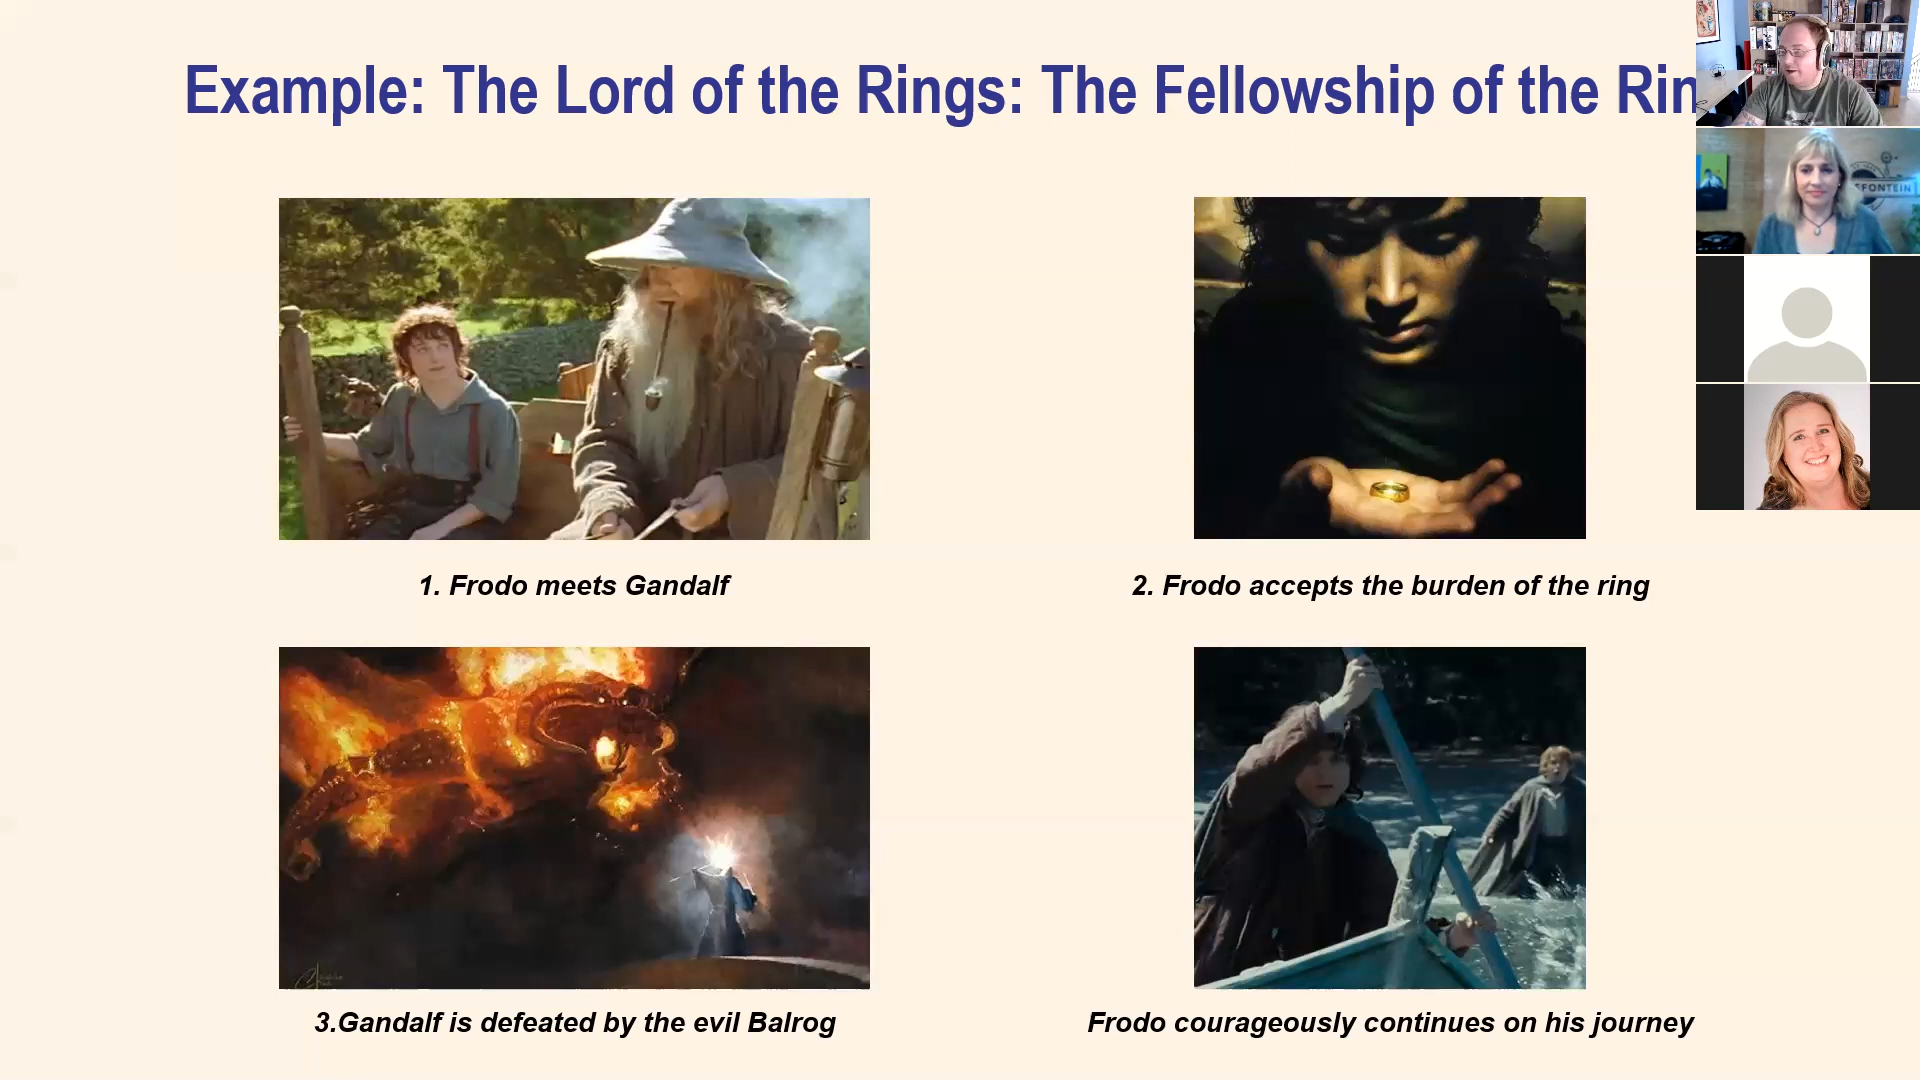 Example: The Lord of the Rings: The Fellowship of the Rin
FONTEIN
1. Frodo meets Gandalf
2. Frodo accepts the burden of the ring
3.Gandalf is defeated by the evil Balrog
Frodo courageously continues on his journey